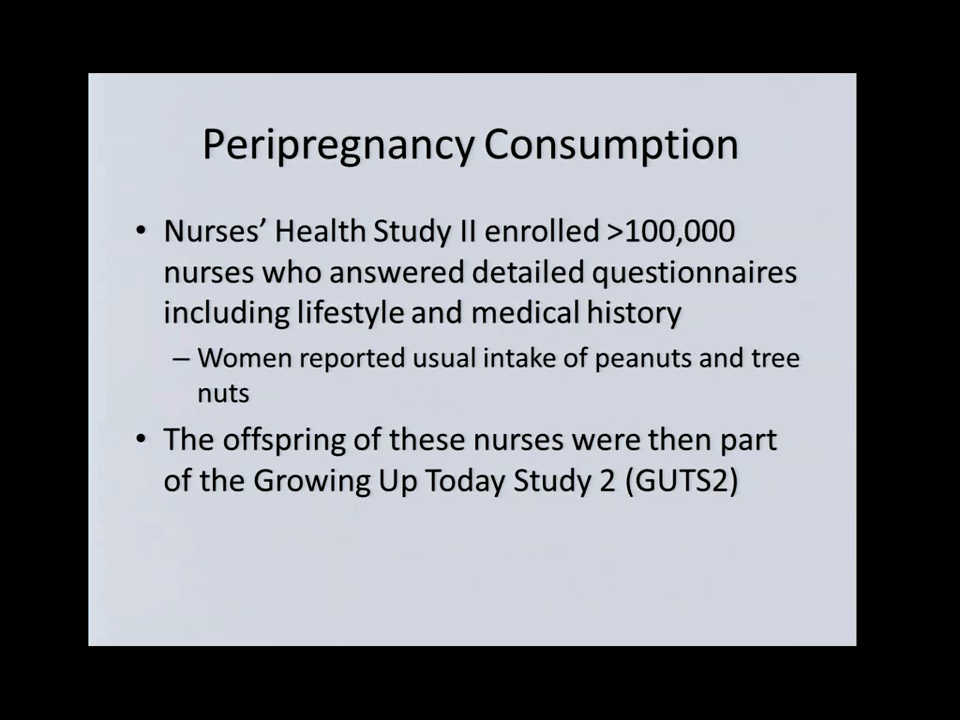 Peripregnancy Consumption
• Nurses’ Health Study II enrolled >100,000
nurses who answered detailed questionnaires
including lifestyle and medical history
– Women reported usual intake of peanuts and tree
nuts
• The offspring of these nurses were then part
of the Growing Up Today Study 2 (GUTS2)